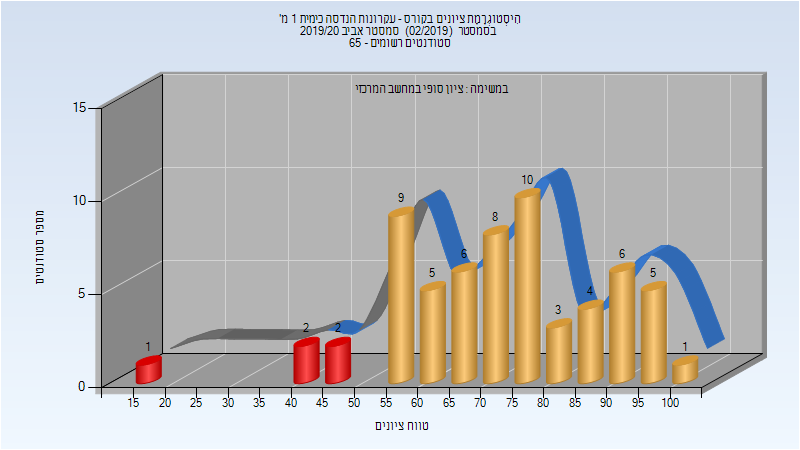 הִיסְטוגְרָמַת ציונים בקורס - עקרונות הנדסה כימית 1 מ'
בסמסטר (02/2019) סמסטר אביב 2019/20
סטודנטים רשומים - 65
במשימה : ציון סופי במחשב המרכזי
מספר סטודנטים
15
10
5
0
1
2
2
9
5
6
8
10
3
4
6
5
1
15 20 25 30 35 40 45 50 55 60 65 70 75 80 85 90 95 100
טווח ציונים